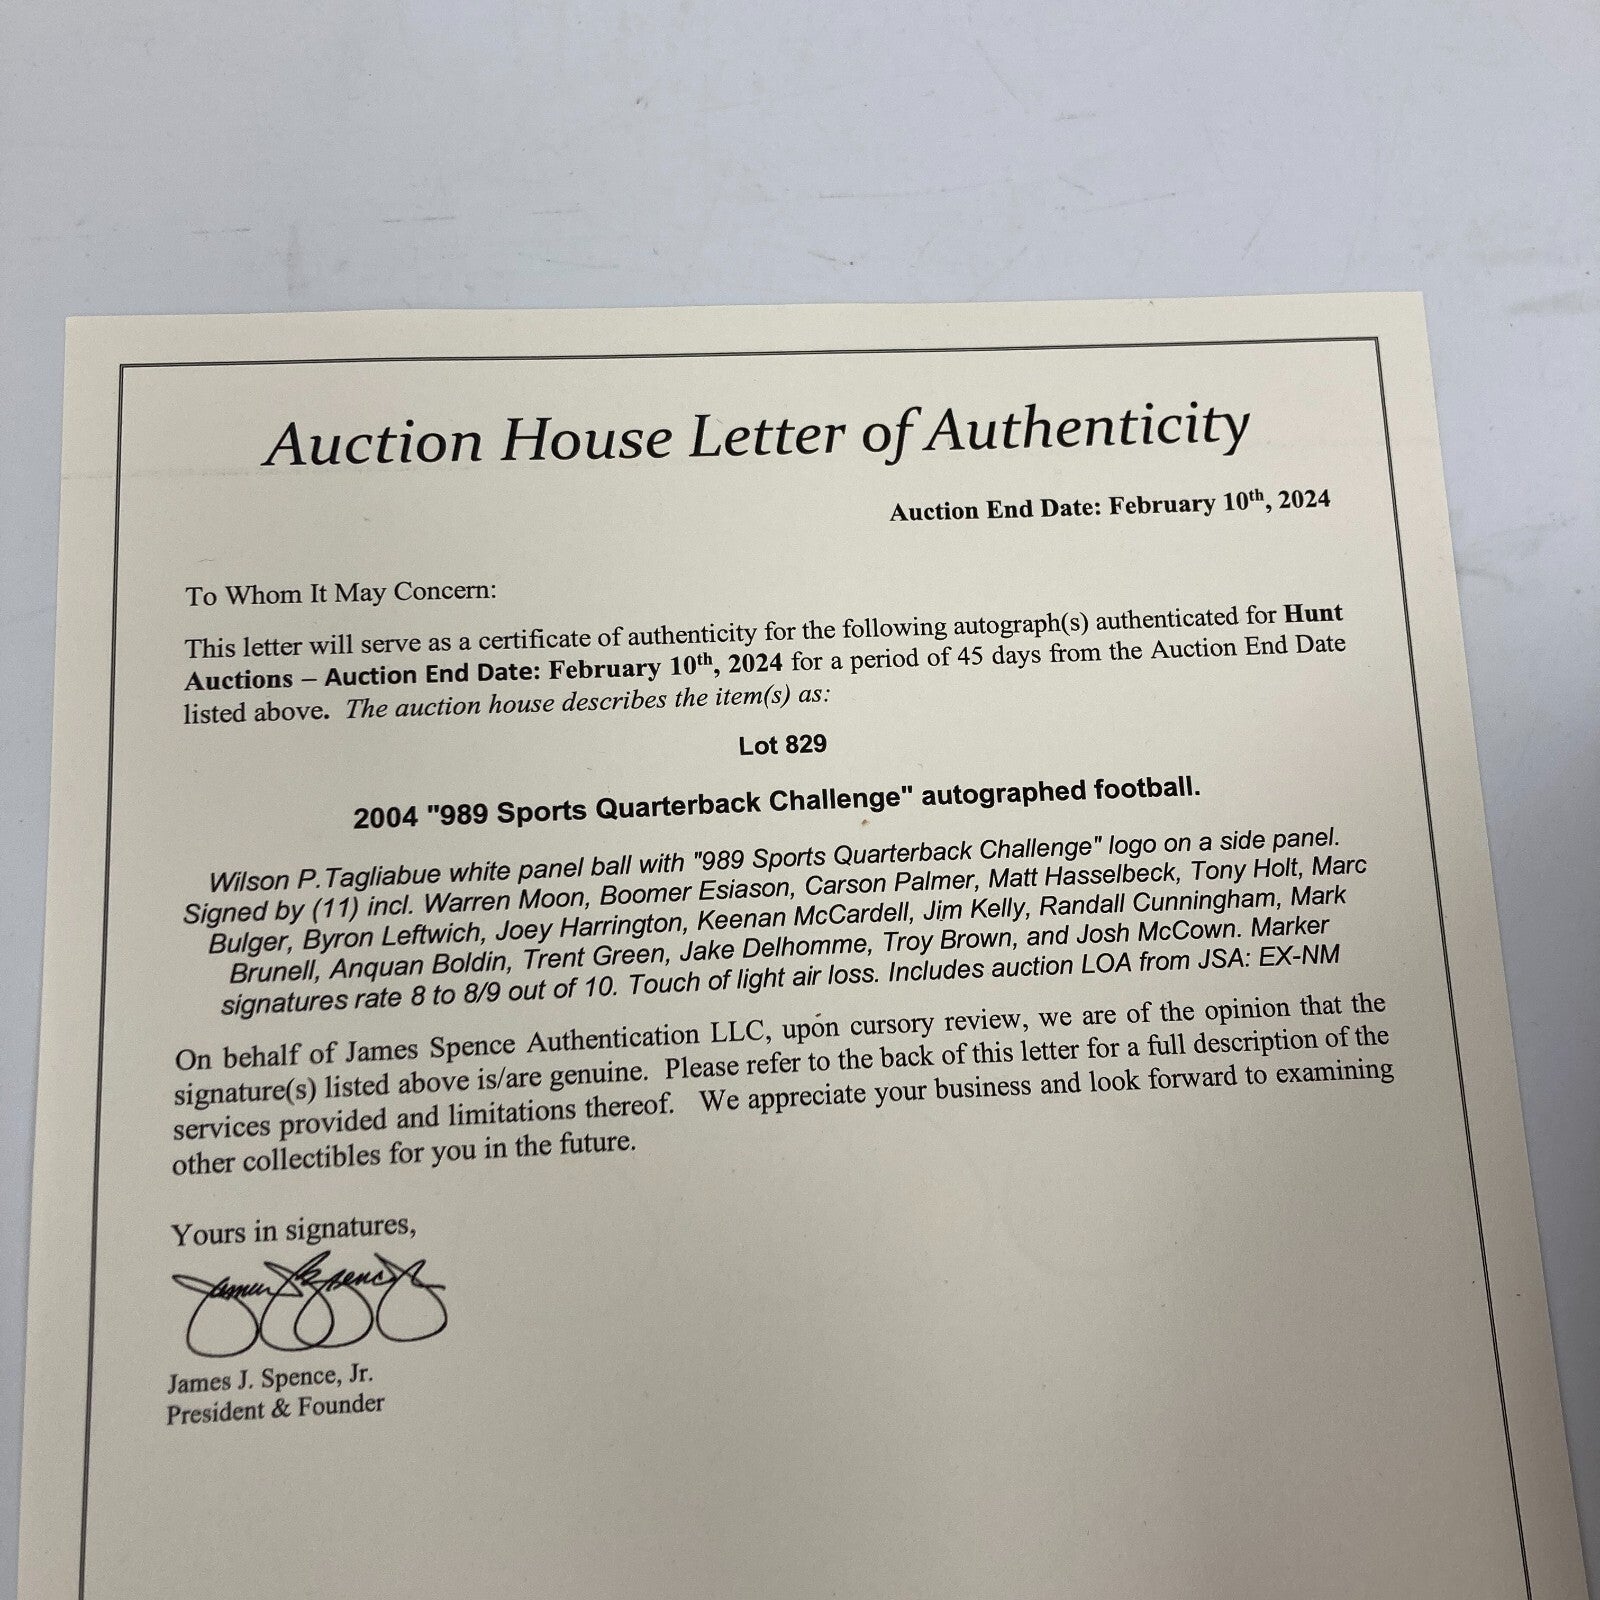 Auction House Letter of Authenticity
Auction End Date: February 10th, 2024
To Whom It May Concern:
This letter will serve as a certificate of authenticity for the following autograph(s) authenticated for Hunt
Auctions – Auction End Date: February 10th, 2024 for a period of 45 days from the Auction End Date
listed above. The auction house describes the item(s) as:
Lot 829
2004 "989 Sports Quarterback Challenge" autographed football.
Wilson P.Tagliabue white panel ball with "989 Sports Quarterback Challenge" logo on a side panel.
Signed by (11) incl. Warren Moon, Boomer Esiason, Carson Palmer, Matt Hasselbeck, Tony Holt, Marc
Bulger, Byron Leftwich, Joey Harrington, Keenan McCardell, Jim Kelly, Randall Cunningham, Mark
Brunell, Anquan Boldin, Trent Green, Jake Delhomme, Troy Brown, and Josh McCown. Marker
signatures rate 8 to 8/9 out of 10. Touch of light air loss. Includes auction LOA from JSA: EX-NM
On behalf of James Spence Authentication LLC, upon cursory review, we are of the opinion that the
signature(s) listed above is/are genuine. Please refer to the back of this letter for a full description of the
services provided and limitations thereof. We appreciate your business and look forward to examining
other collectibles for you in the future.
Yours in signatures,
James J. Spence, Jr.
James J. Spence, Jr.
President & Founder